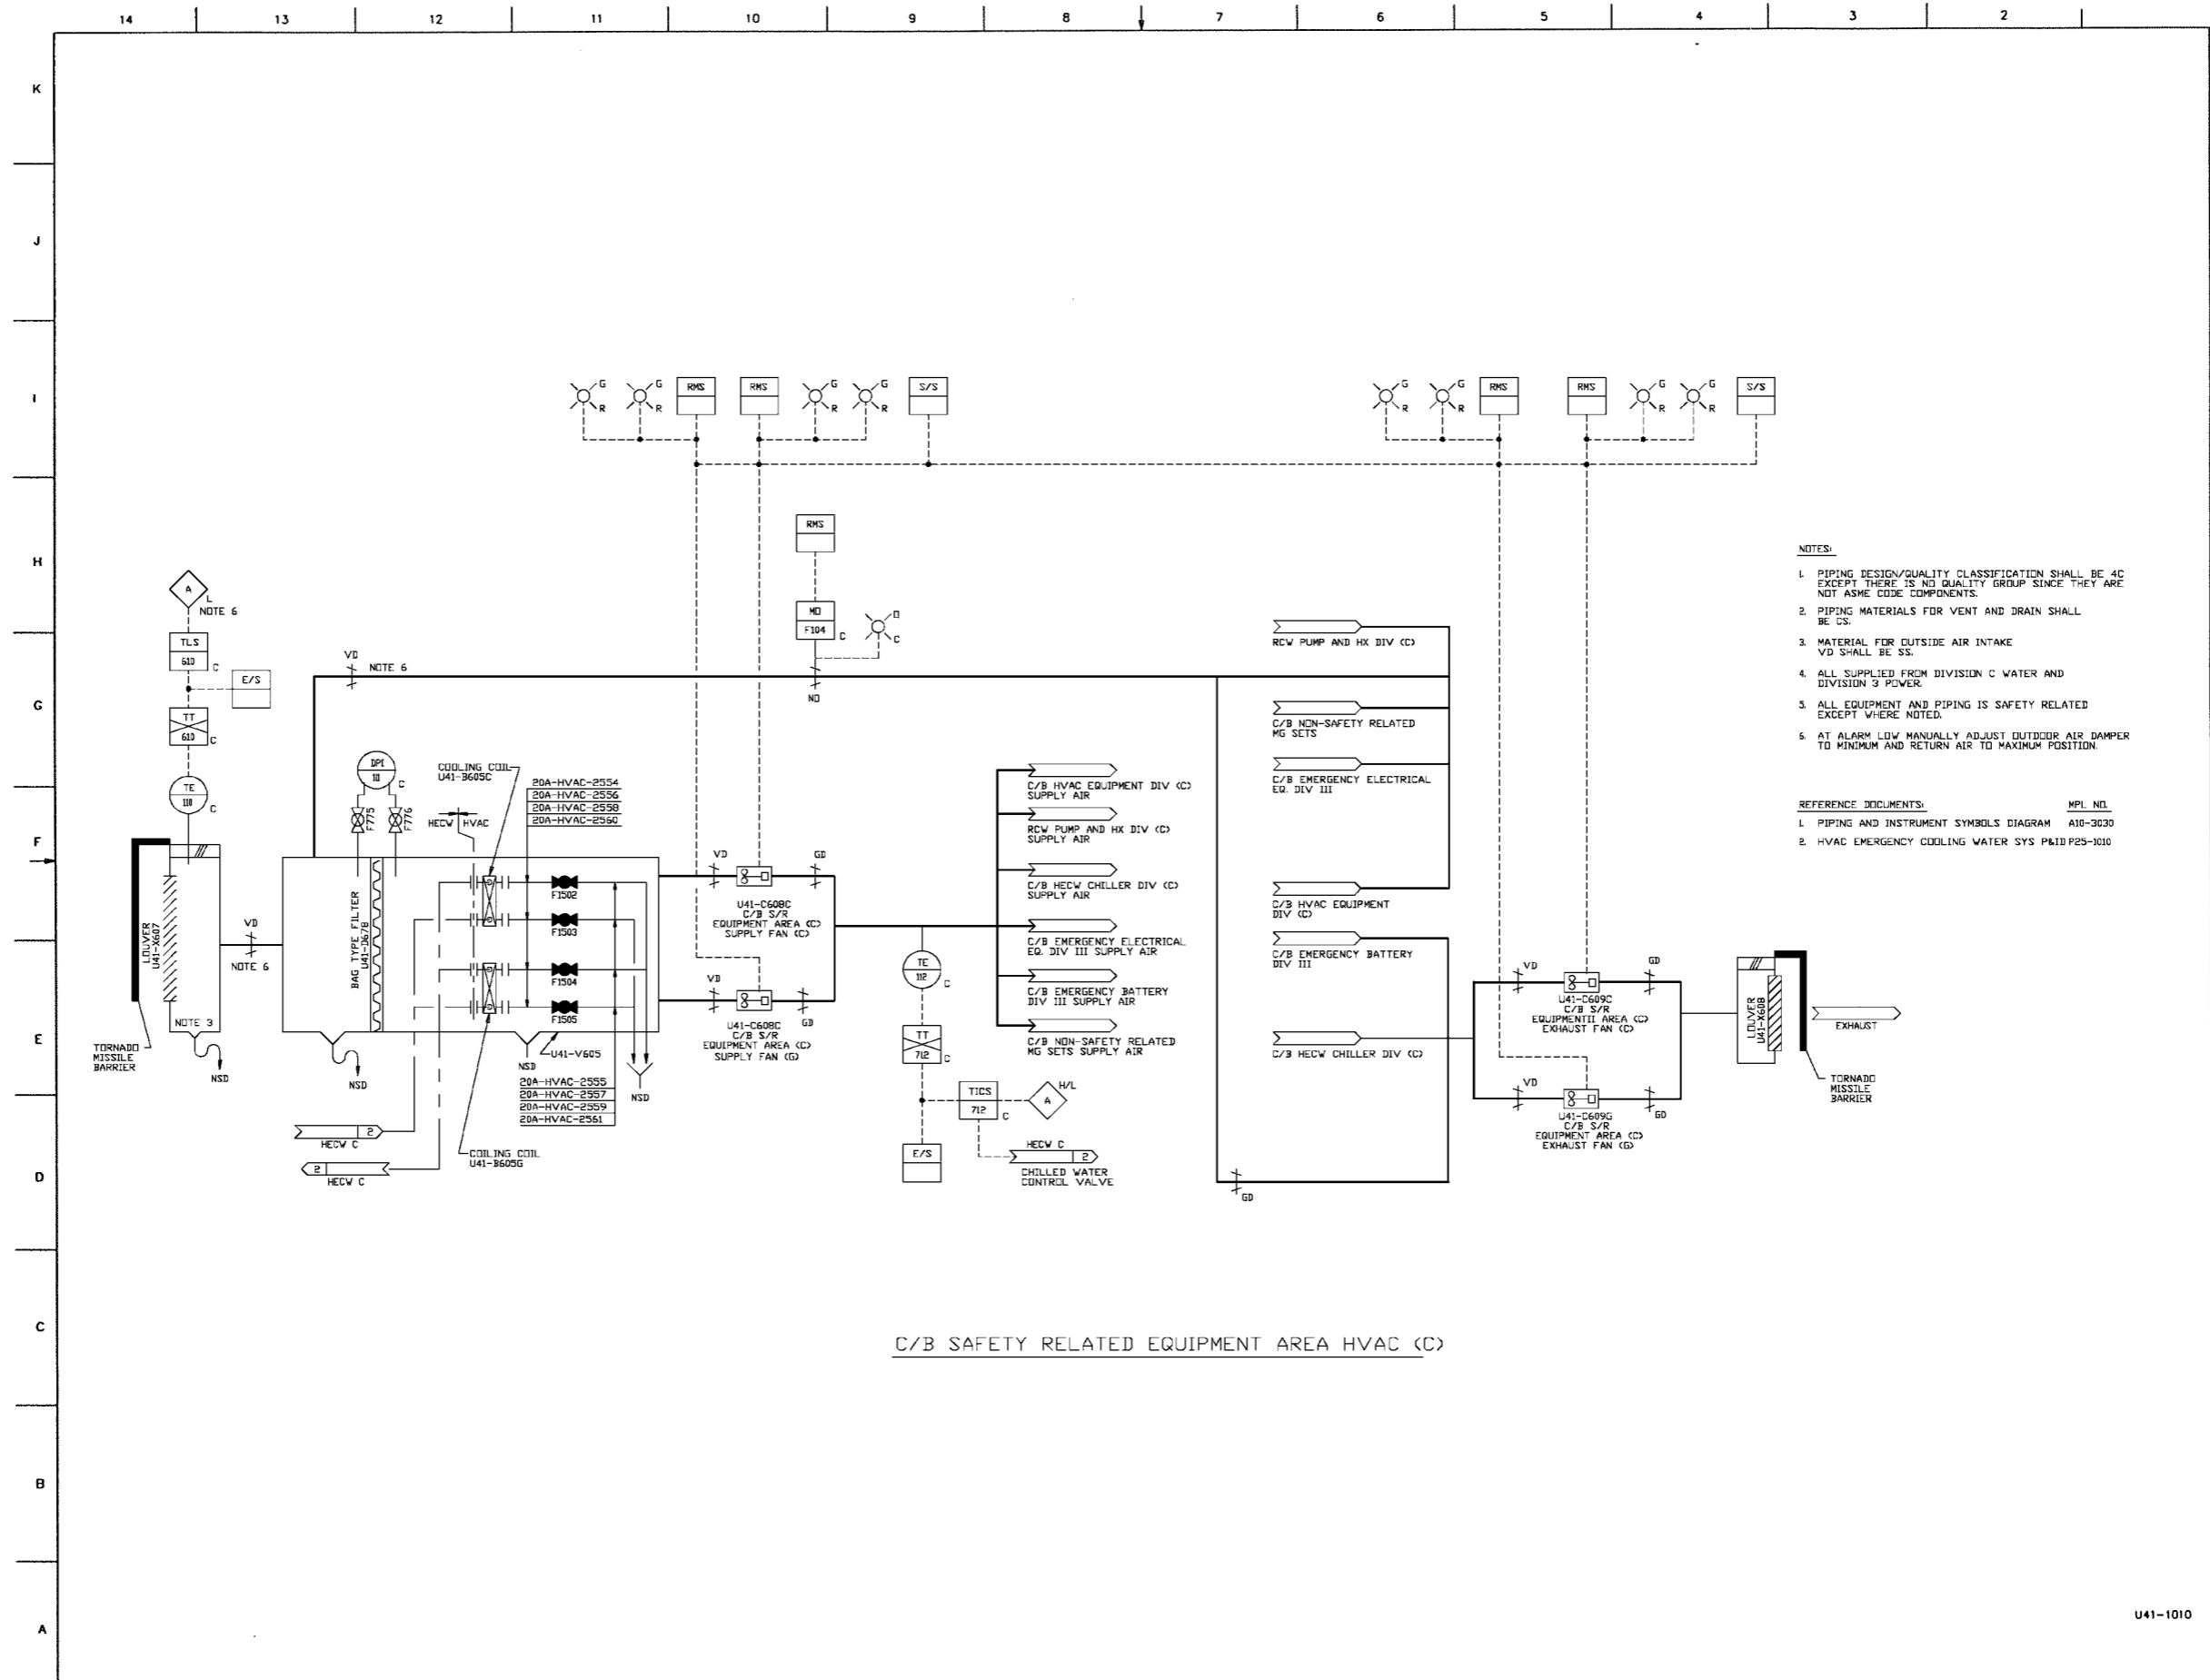 14 13 12 11 10 9 8 7 6 5 4 3 2
K
J
I
H
G
F
E
D
C
B
A
G
R
G
R
RMS
RMS
G
R
G
R
S/S
G
R
G
R
RMS
RMS
G
R
G
R
S/S
RMS
MO
F104
C
O
C
NO
A
L
NOTE 6
TLS
610
C
E/S
TT
610
C
TE
110
C
VD
NOTE 6
DPI
10
C
F775
F776
COOLING COIL
U41-B605C
HECW
HVAC
20A-HVAC-2554
20A-HVAC-2556
20A-HVAC-2558
20A-HVAC-2560
LOUVER
U41-X607
NOTE 3
TORNADO
MISSILE
BARRIER
NSD
VD
NOTE 6
BAG TYPE FILTER
U41-D678
F1502
F1503
F1504
F1505
NSD
NSD
U41-V605
NSD
20A-HVAC-2555
20A-HVAC-2557
20A-HVAC-2559
20A-HVAC-2561
2
HECW C
2
HECW C
COILING COIL
U41-B605G
VD
GD
U41-C608C
C/B S/R
EQUIPMENT AREA (C)
SUPPLY FAN (C)
VD
GD
U41-C608C
C/B S/R
EQUIPMENT AREA (C)
SUPPLY FAN (G)
TE
112
C
TT
712
C
TICS
712
C
A
H/L
E/S
HECW C
2
CHILLED WATER
CONTROL VALVE
C/B HVAC EQUIPMENT DIV (C)
SUPPLY AIR
RCW PUMP AND HX DIV (C)
SUPPLY AIR
C/B HECW CHILLER DIV (C)
SUPPLY AIR
C/B EMERGENCY ELECTRICAL
EQ. DIV III SUPPLY AIR
C/B EMERGENCY BATTERY
DIV III SUPPLY AIR
C/B NON-SAFETY RELATED
MG SETS SUPPLY AIR
RCW PUMP AND HX DIV (C)
C/B NON-SAFETY RELATED
MG SETS
C/B EMERGENCY ELECTRICAL
EQ. DIV III
C/B HVAC EQUIPMENT
DIV (C)
C/B EMERGENCY BATTERY
DIV III
C/B HECW CHILLER DIV (C)
GD
VD
GD
U41-C609C
C/B S/R
EQUIPMENTII AREA (C)
EXHAUST FAN (C)
VD
GD
U41-C609G
C/B S/R
EQUIPMENT AREA (C)
EXHAUST FAN (G)
LOUVER
U41-X608
EXHAUST
TORNADO
MISSILE
BARRIER
NOTES:
1. PIPING DESIGN/QUALITY CLASSIFICATION SHALL BE 4C
EXCEPT THERE IS NO QUALITY GROUP SINCE THEY ARE
NOT ASME CODE COMPONENTS.
2. PIPING MATERIALS FOR VENT AND DRAIN SHALL
BE CS.
3. MATERIAL FOR OUTSIDE AIR INTAKE
VD SHALL BE SS.
4. ALL SUPPLIED FROM DIVISION C WATER AND
DIVISION 3 POWER.
5. ALL EQUIPMENT AND PIPING IS SAFETY RELATED
EXCEPT WHERE NOTED.
6. AT ALARM LOW MANUALLY ADJUST OUTDOOR AIR DAMPER
TO MINIMUM AND RETURN AIR TO MAXIMUM POSITION.
REFERENCE DOCUMENTS: MPL NO.
1. PIPING AND INSTRUMENT SYMBOLS DIAGRAM A10-3030
2. HVAC EMERGENCY COOLING WATER SYS P&ID P25-1010
C/B SAFETY RELATED EQUIPMENT AREA HVAC (C)
U41-1010